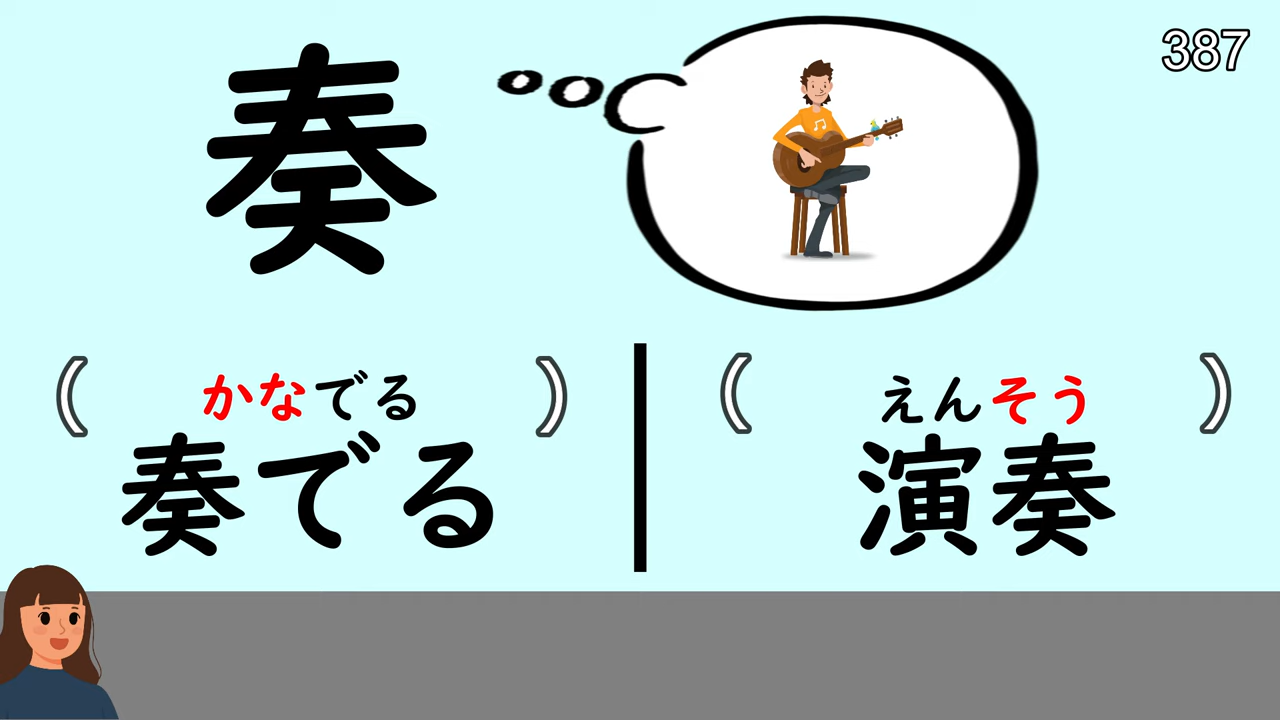 奏
387
( かなでる )
奏でる
( えんそう )
演奏